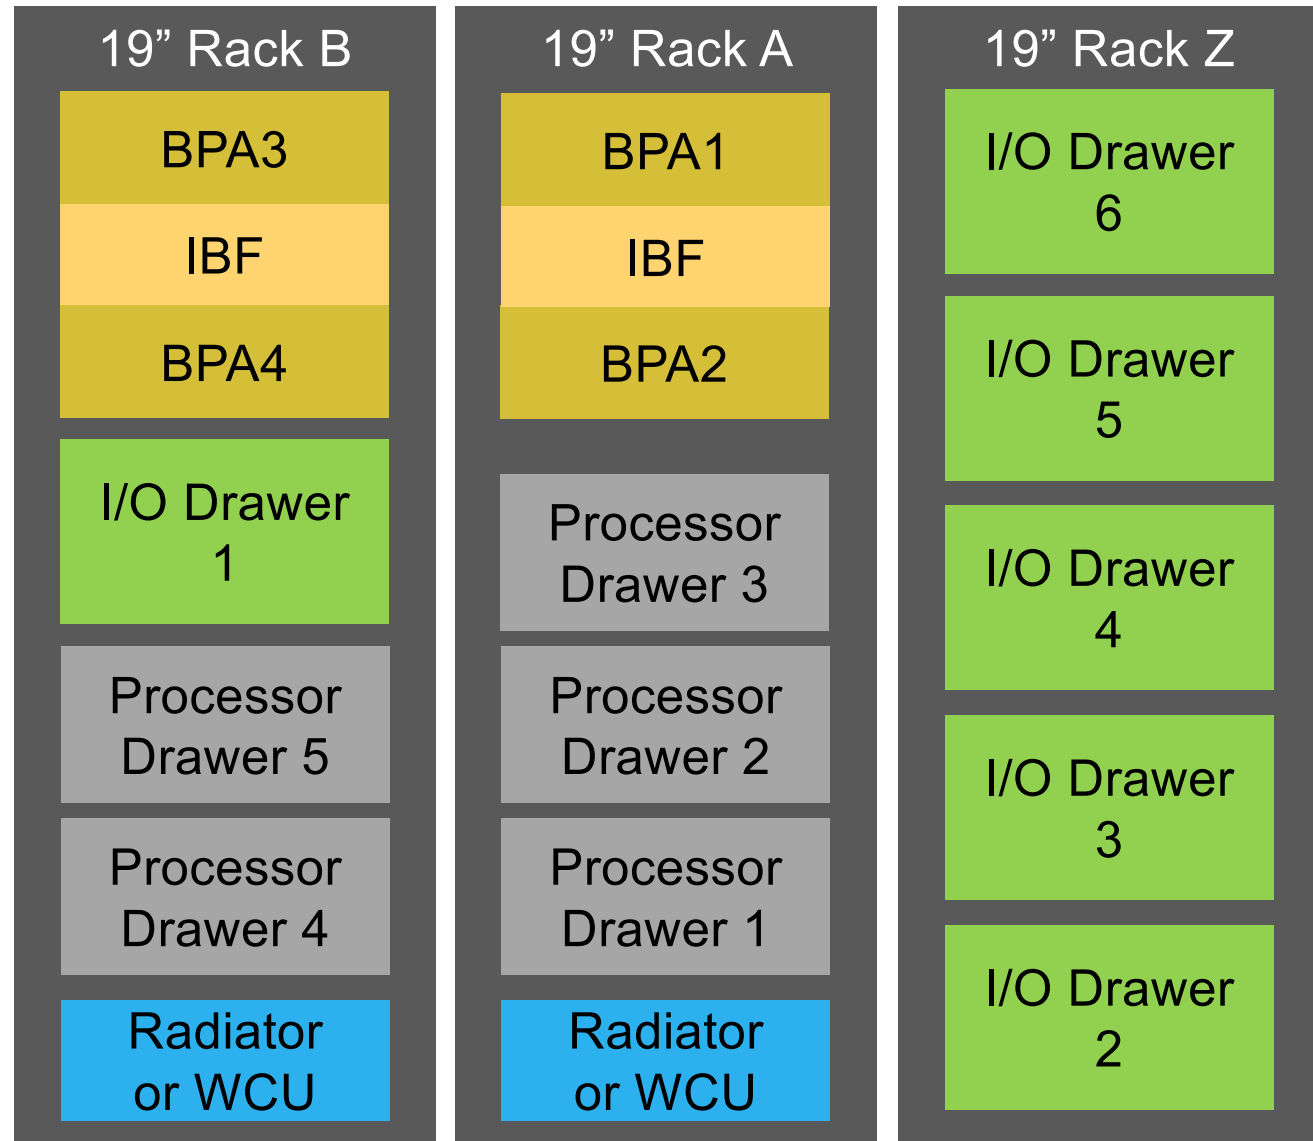 19” Rack B
BPA3
IBF
BPA4
I/O Drawer
1
Processor
Drawer 5
Processor
Drawer 4
Radiator
or WCU
19” Rack A
BPA1
IBF
BPA2
Processor
Drawer 3
Processor
Drawer 2
Processor
Drawer 1
Radiator
or WCU
19” Rack Z
I/O Drawer
6
I/O Drawer
5
I/O Drawer
4
I/O Drawer
3
I/O Drawer
2